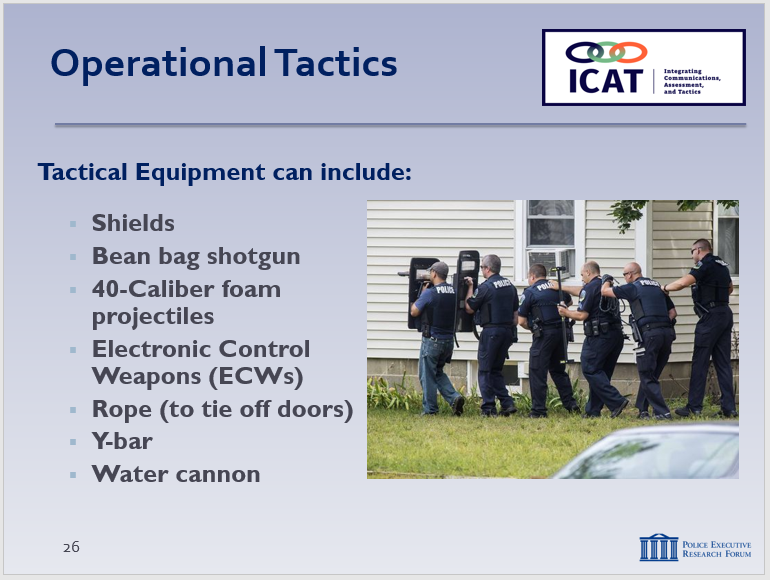 Operational Tactics
ICAT
Integrating
Communications,
Assessment,
and Tactics
Tactical Equipment can include:
Shields
Bean bag shotgun
40-Caliber foam
projectiles
Electronic Control
Weapons (ECWs)
Rope (to tie off doors)
Y-bar
Water cannon
POLICE
POLICE
POLICE
POLICE
26
POLICE EXECUTIVE
RESEARCH FORUM